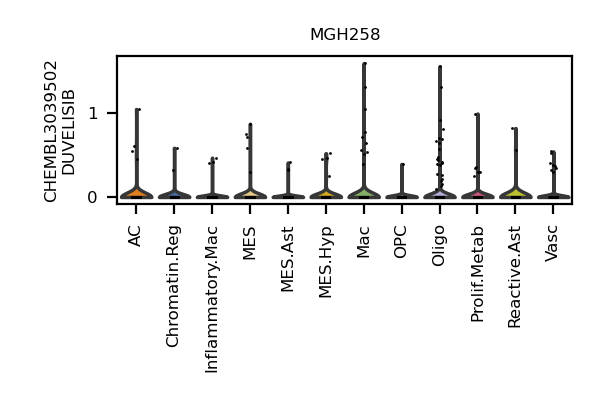 MGH258
CHEMBL3039502
DUVELISIB
1
0
AC
Chromatin.Reg
Inflammatory.Mac
MES
MES.Ast
MES.Hyp
Mac
OPC
Oligo
Prolif.Metab
Reactive.Ast
Vasc